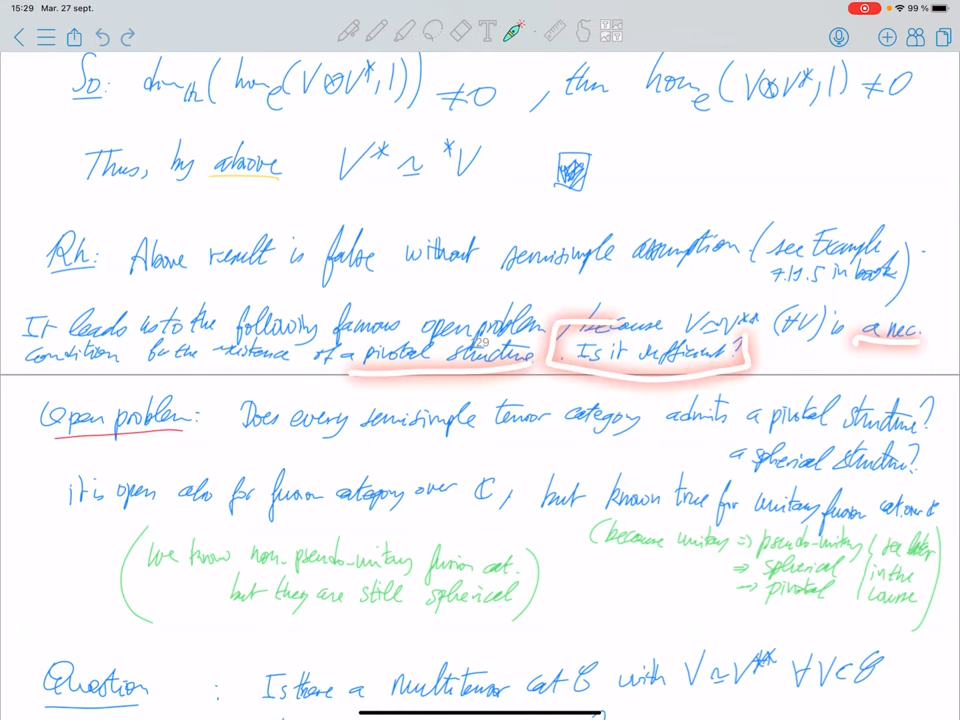 15:29 Mar. 27 sept.
99 %
So: dim_k(hom_e(V⊗V*,1)) ≠0, then hom_e(V⊗V*,1) ≠0
Thus, by above V* ≃ *V
Rk: Above result is false without semisimple assumption (see Example
7.19.5 in book).
It leads us to the following famous open problem, because V≃V** (∀V) is a nec.
condition for the existence of a pivotal structure. Is it sufficient?
129
Open problem: Does every semisimple tensor category admits a pivotal structure?
a spherical structure?
it is open also for fusion category over ℂ, but known true for unitary fusion cat. over ℂ
(because unitary ⇒ pseudo-unitary (see later
⇒ spherical in the
→ pivotal course)
(we know non-pseudo-unitary fusion cat.
but they are still spherical)
Question: Is there a multitensor cat ℭ with V≃V** ∀V∈ℭ